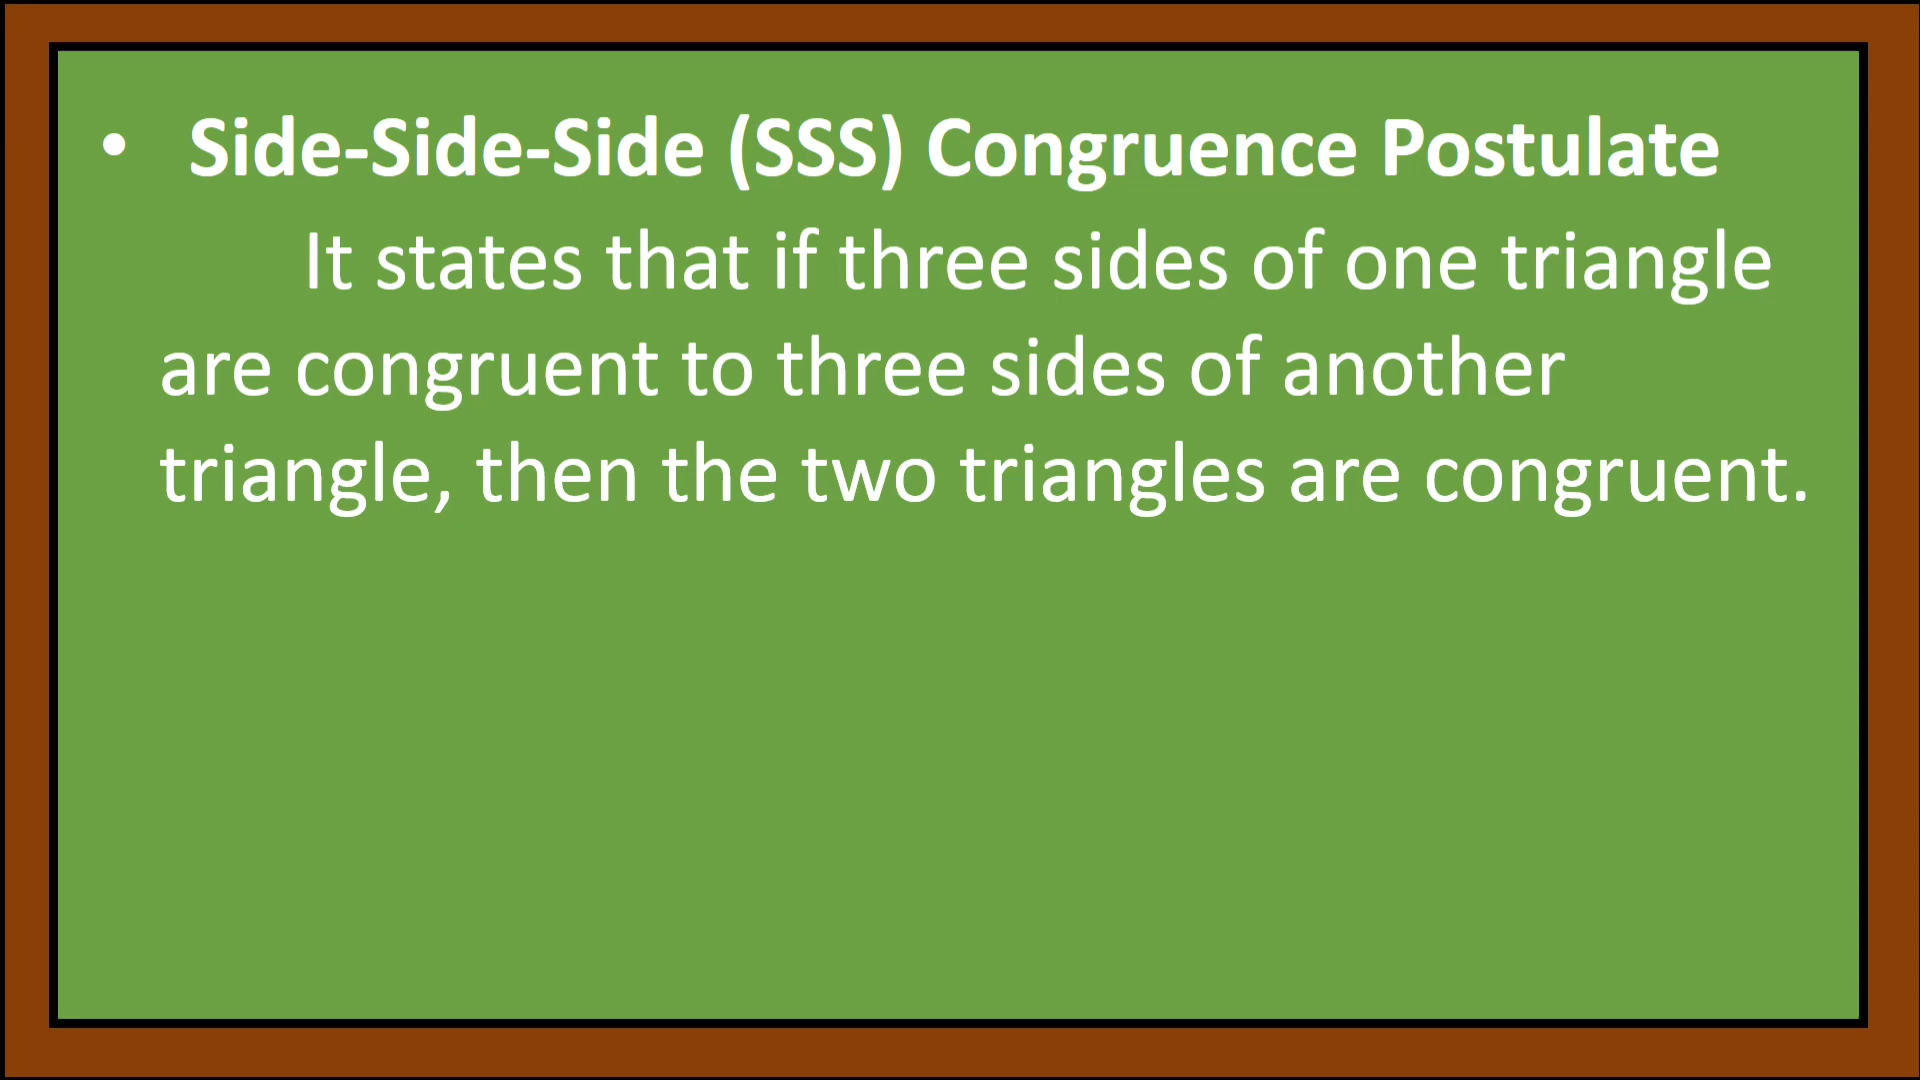 • Side-Side-Side (SSS) Congruence Postulate
It states that if three sides of one triangle
are congruent to three sides of another
triangle, then the two triangles are congruent.